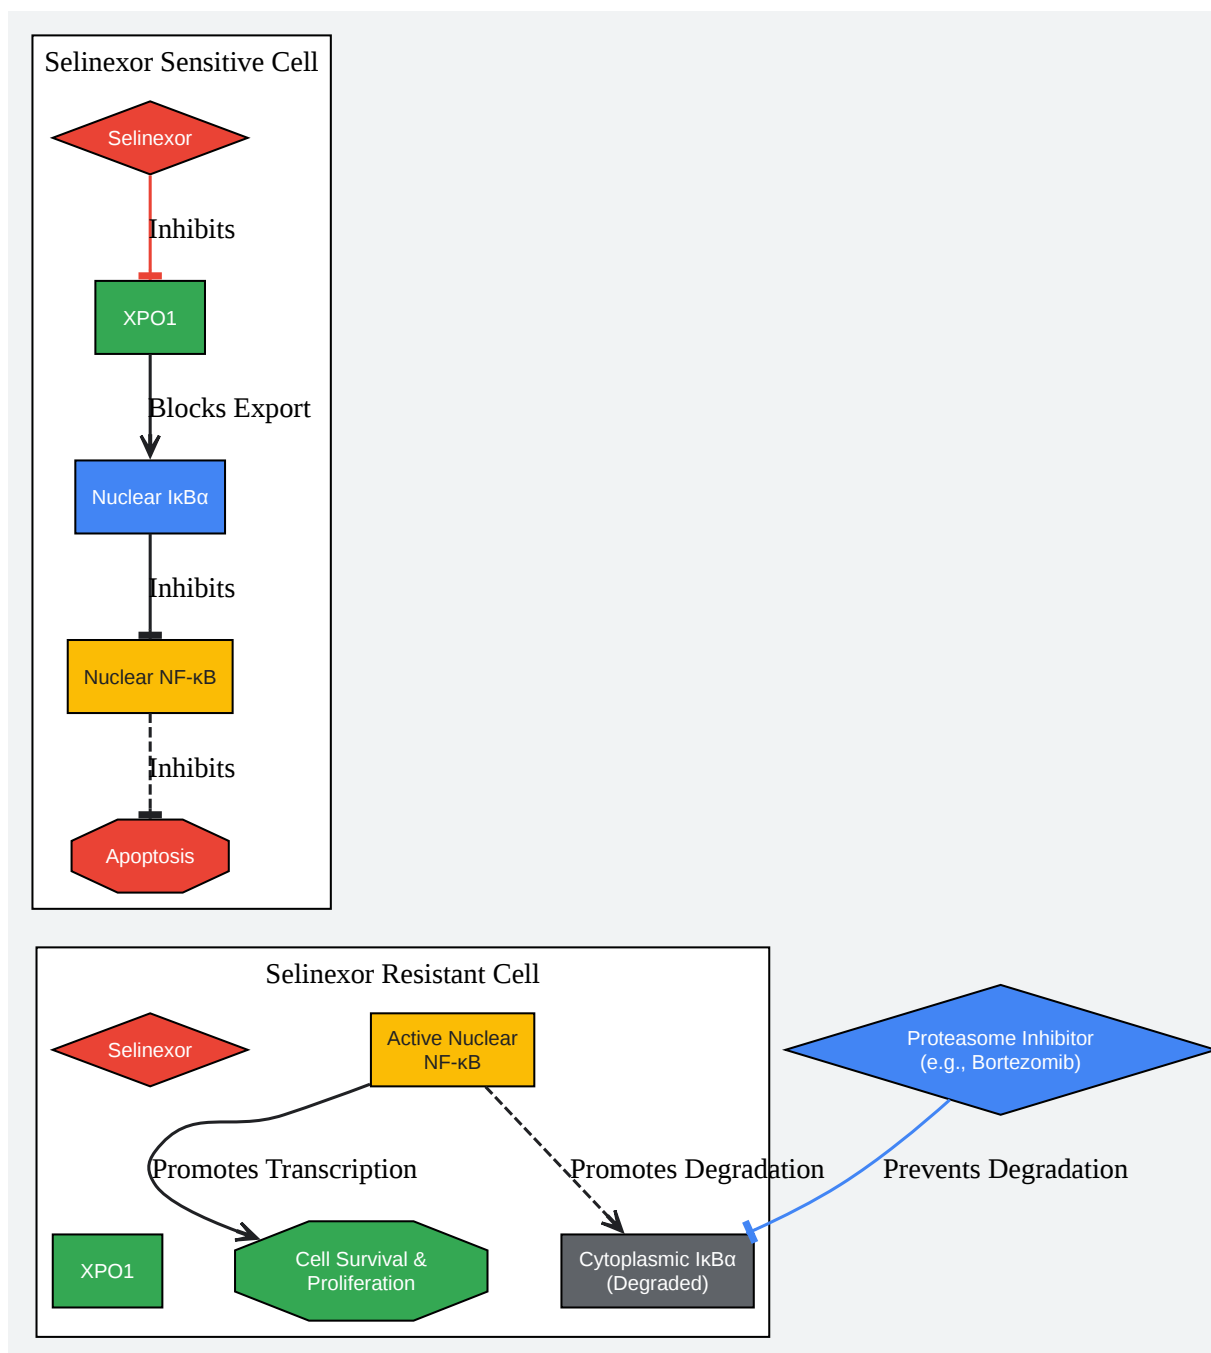 Selinexor Sensitive Cell
Selinexor
Inhibits
XPO1
Blocks Export
Nuclear IκBα
Inhibits
Nuclear NF-κB
Inhibits
Apoptosis
Selinexor Resistant Cell
Selinexor
Active Nuclear
NF-κB
Proteasome Inhibitor
(e.g., Bortezomib)
Promotes Transcription
Promotes Degradation
Prevents Degradation
XPO1
Cell Survival &
Proliferation
Cytoplasmic IκBα
(Degraded)